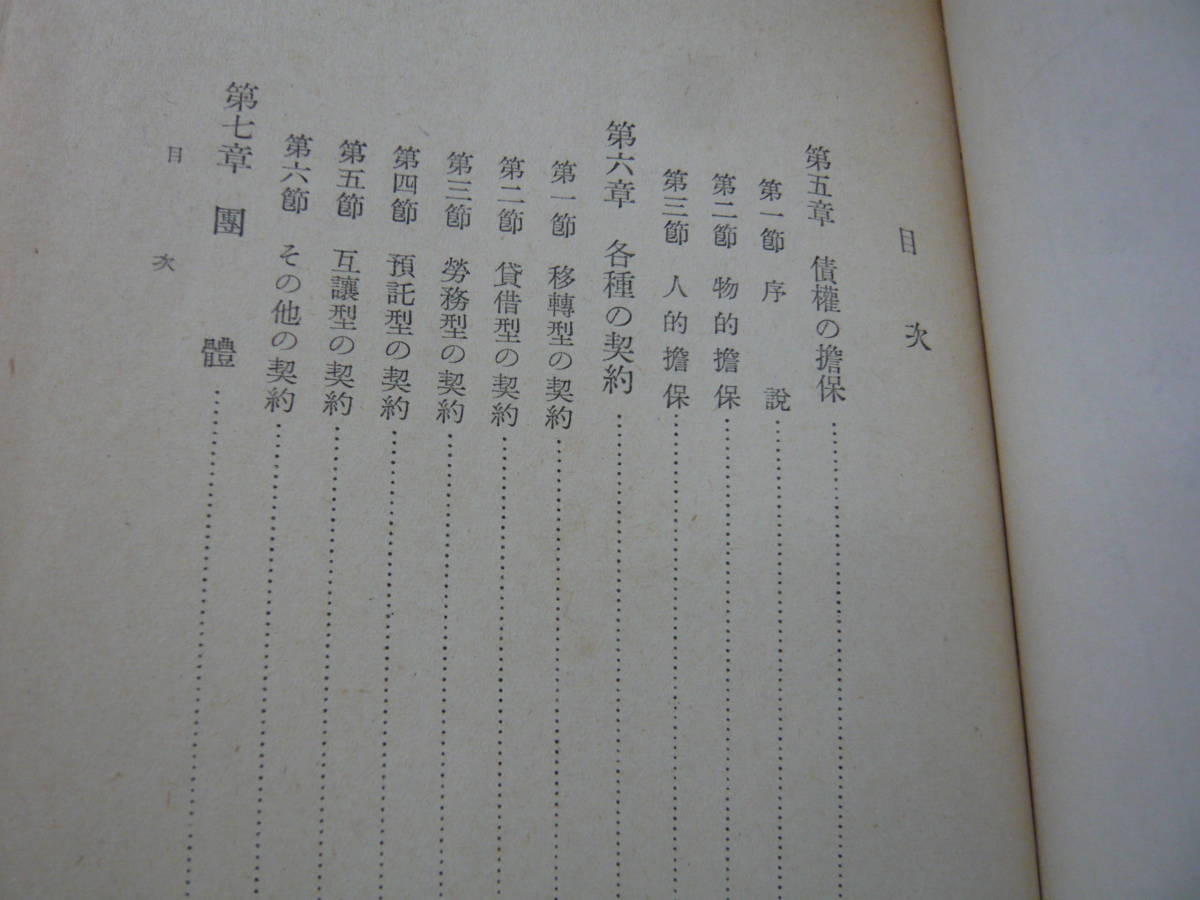 目次
第五章 債權の擔保……………………
第一節 序說……………………
第二節 物的擔保……………………
第三節 人的擔保……………………
第六章 各種の契約……………………
第一節 移轉型の契約……………………
第二節 貸借型の契約……………………
第三節 勞務型の契約……………………
第四節 預託型の契約……………………
第五節 互讓型の契約……………………
第六節 その他の契約……………………
第七章 團體……………………
目次